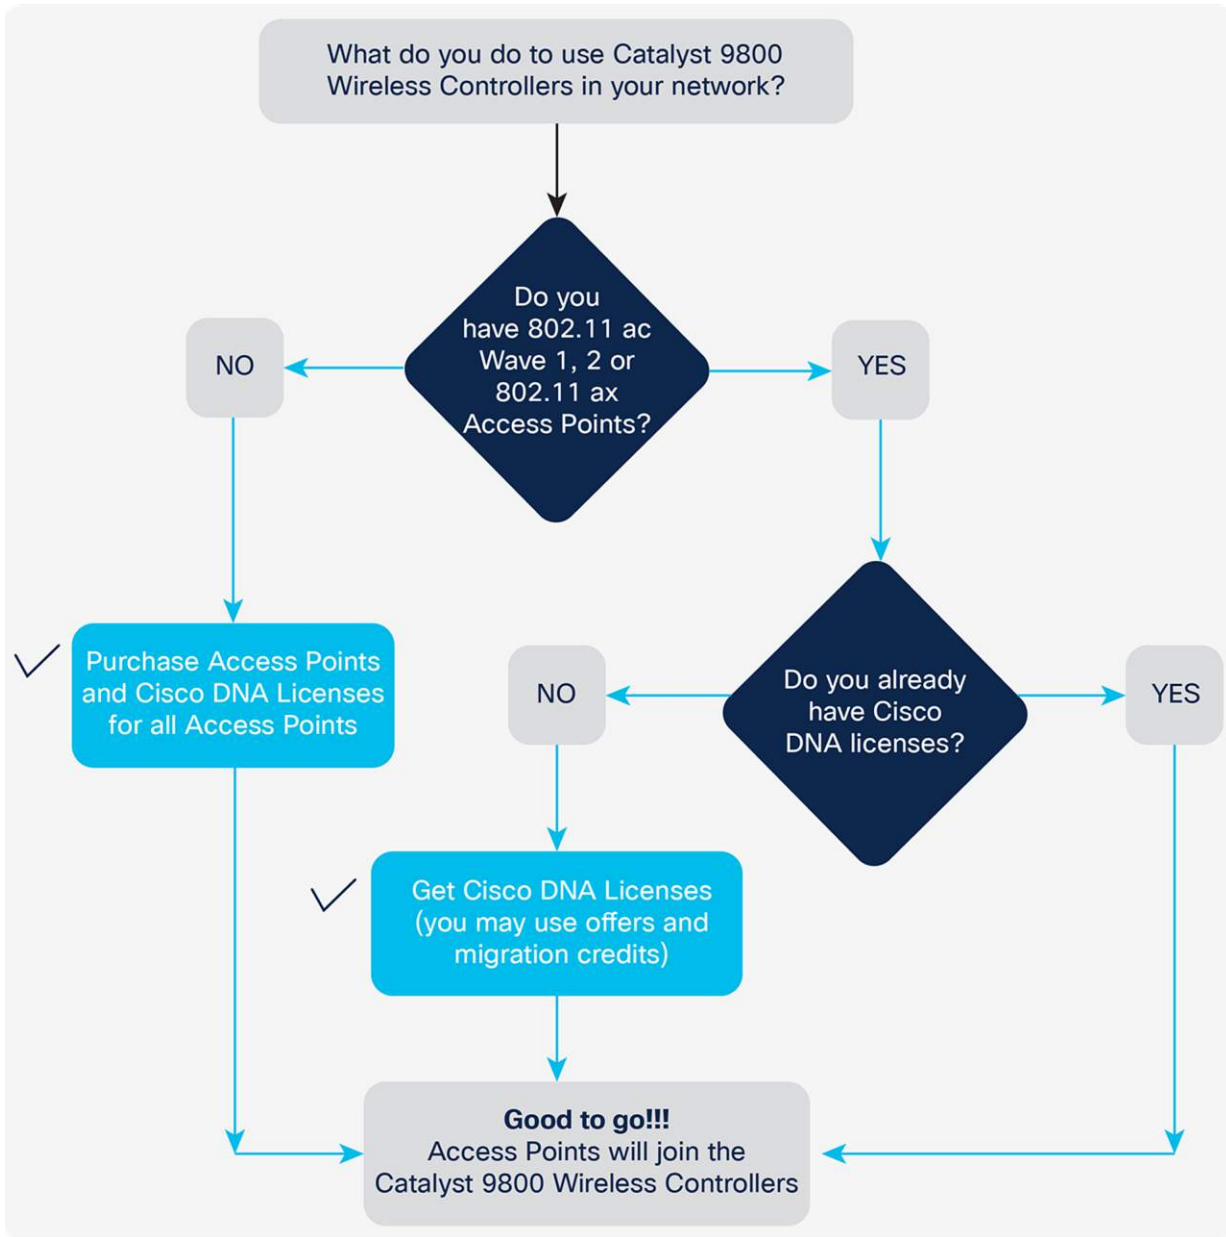 What do you do to use Catalyst 9800
Wireless Controllers in your network?
Do you
have 802.11 ac
Wave 1, 2 or
802.11 ax
Access Points?
NO
YES
Purchase Access Points
and Cisco DNA Licenses
for all Access Points
NO
Do you already
have Cisco
DNA licenses?
YES
Get Cisco DNA Licenses
(you may use offers and
migration credits)
Good to go!!!
Access Points will join the
Catalyst 9800 Wireless Controllers